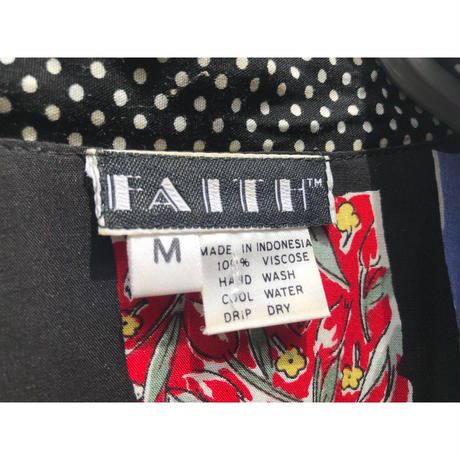 FAITH™
M
MADE IN INDONESIA
100% VISCOSE
HAND WASH
COOL WATER
DRIP DRY